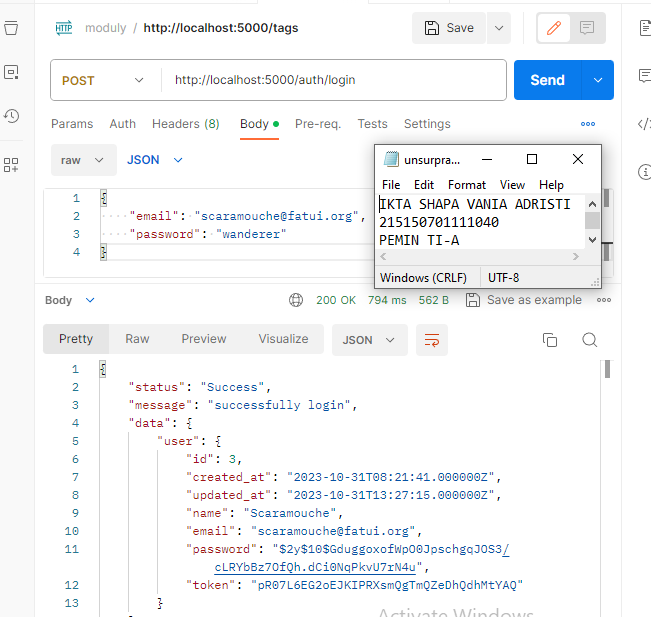 HTTP moduly / http://localhost:5000/tags Save
POST http://localhost:5000/auth/login Send
Params Auth Headers (8) Body Pre-req. Tests Settings
raw JSON
1 {
2 "email": "scaramouche@fatui.org",
3 "password": "wanderer"
4 }
unsurpra...
File Edit Format View Help
IKTA SHAPA VANIA ADRISTI
215150701111040
PEMIN TI-A
Windows (CRLF) UTF-8
Body 200 OK 794 ms 562 B Save as example
Pretty Raw Preview Visualize JSON
1 {
2 "status": "Success",
3 "message": "successfully login",
4 "data": {
5 "user": {
6 "id": 3,
7 "created_at": "2023-10-31T08:21:41.000000Z",
8 "updated_at": "2023-10-31T13:27:15.000000Z",
9 "name": "Scaramouche",
10 "email": "scaramouche@fatui.org",
11 "password": "$2y$10$GduggoxofWpO0JpschgqJOS3/
cLRYbBz7OfQh.dCi0NqPkvU7rN4u",
12 "token": "pR07L6EG2oEJKIPRXsmQgTmQZeDhQdhMtYAQ"
13 }
Activate Windows